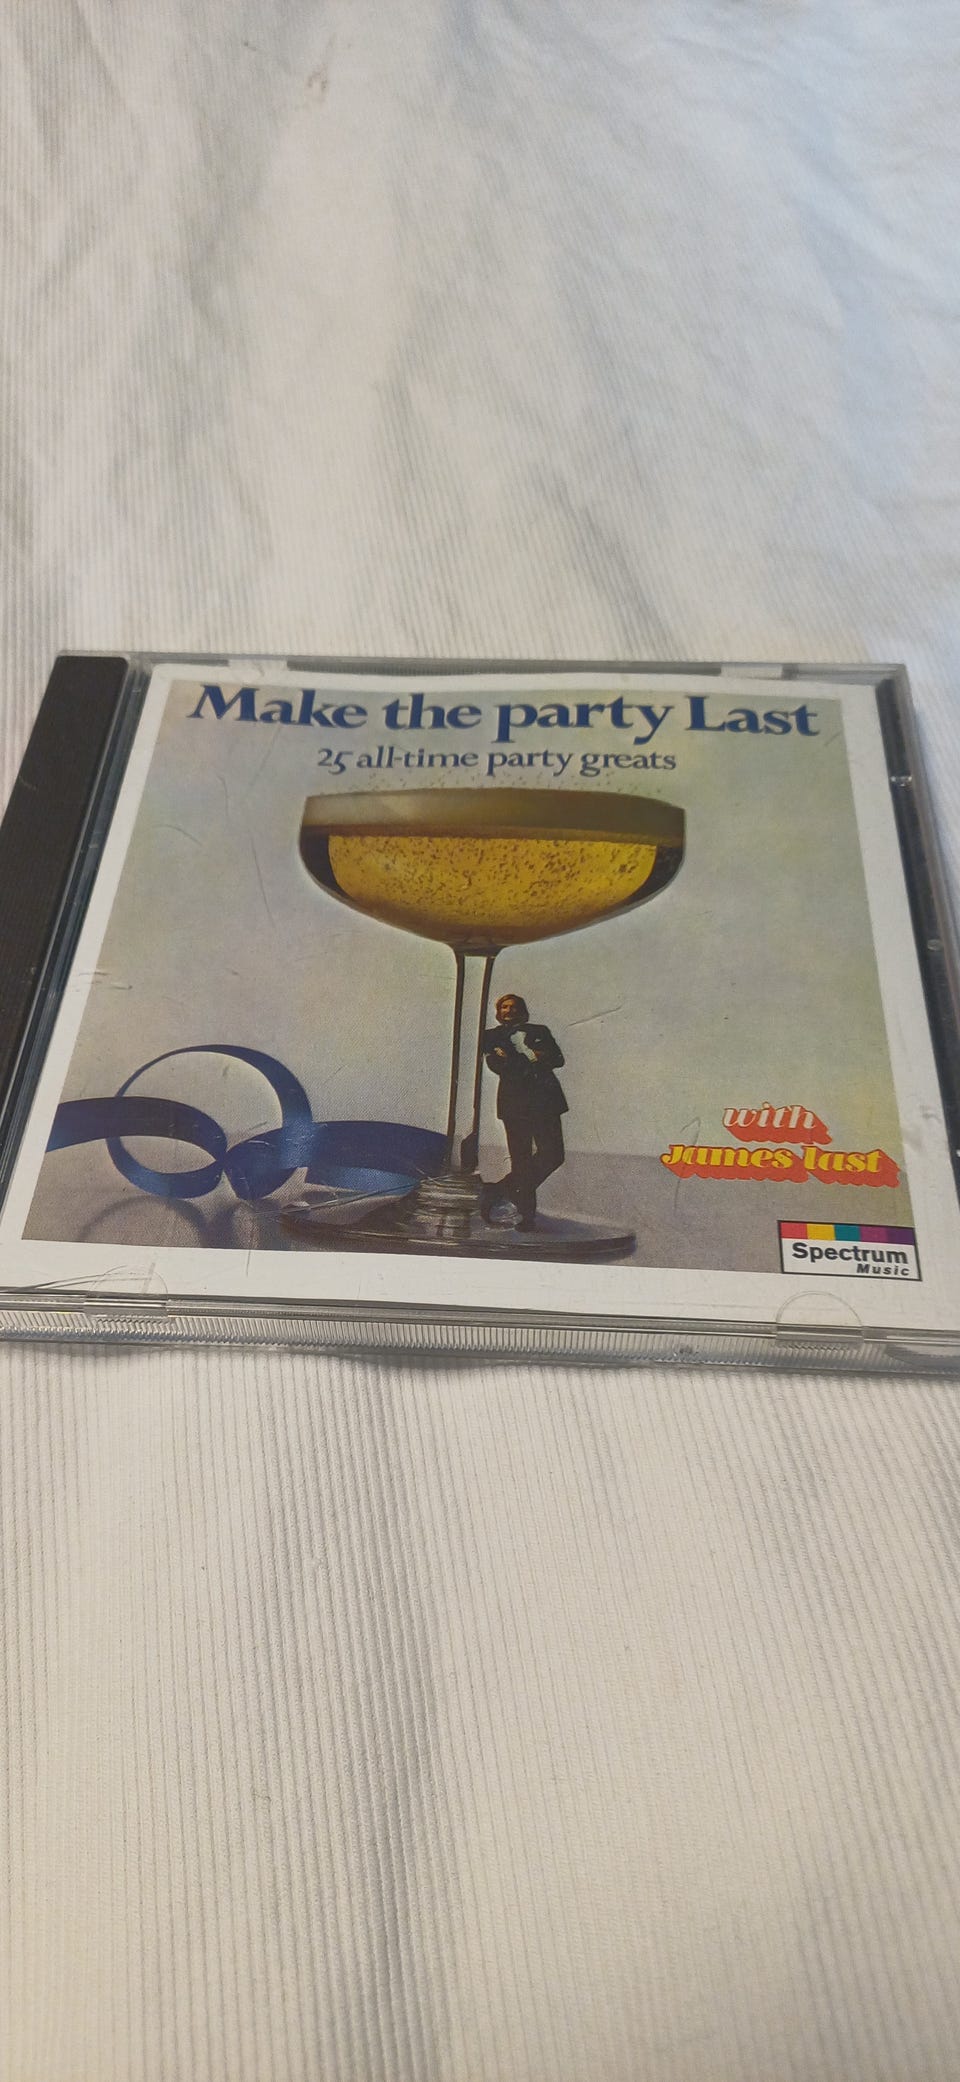 Make the party Last
25 all-time party greats
with
James Last
Spectrum
Music